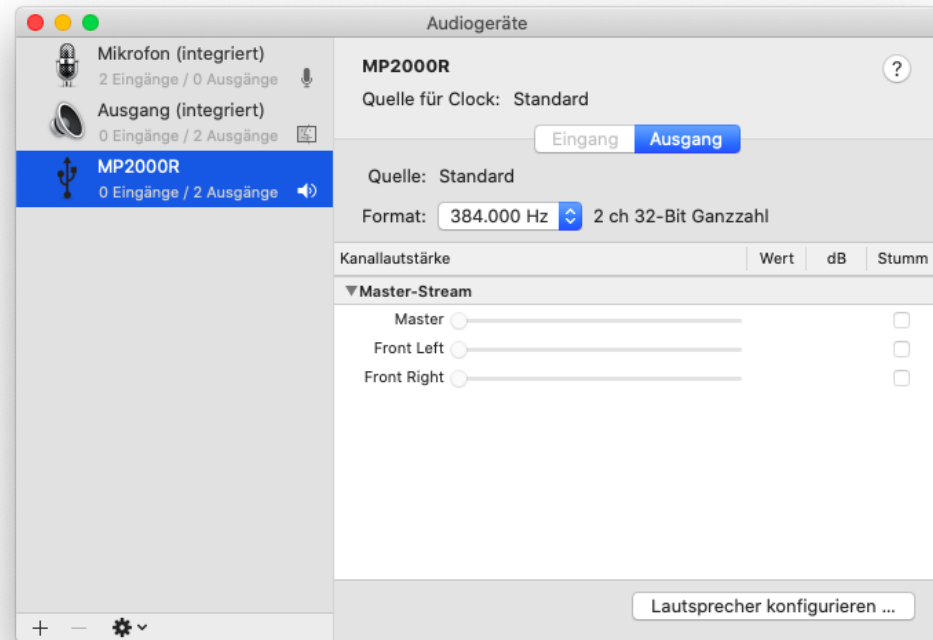 Audiogeräte
Mikrofon (integriert)
2 Eingänge / 0 Ausgänge
Ausgang (integriert)
0 Eingänge / 2 Ausgänge
MP2000R
0 Eingänge / 2 Ausgänge
MP2000R
?
Quelle für Clock: Standard
Eingang Ausgang
Quelle: Standard
Format: 384.000 Hz 2 ch 32-Bit Ganzzahl
Kanallautstärke Wert dB Stumm
Master-Stream
Master
Front Left
Front Right
Lautsprecher konfigurieren ...